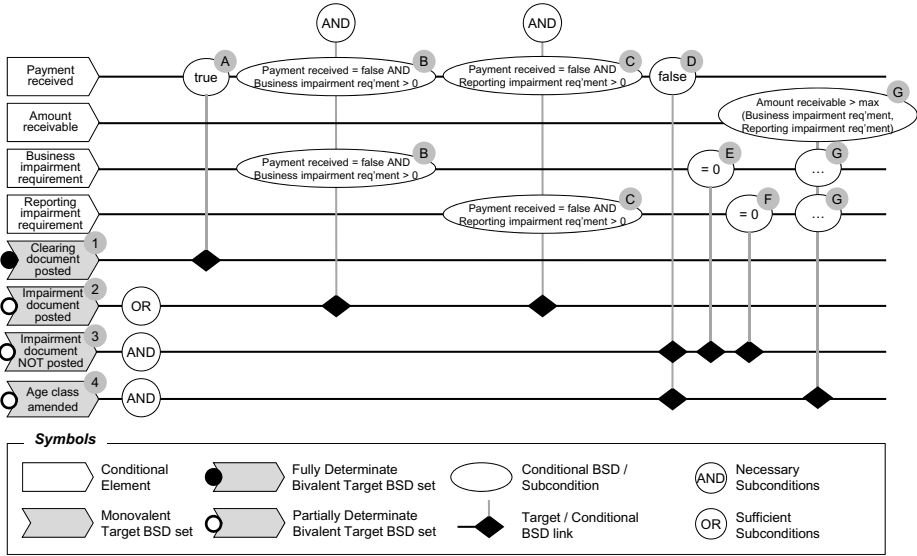 AND
AND
A
B
C
D
Payment
received
true
Payment received = false AND
Business impairment req'ment > 0
Payment received = false AND
Reporting impairment req'ment > 0
false
G
Amount
receivable
Amount receivable > max
(Business impairment req'ment,
Reporting impairment req'ment)
Business
impairment
requirement
B
Payment received = false AND
Business impairment req'ment > 0
E
= 0
G
...
Reporting
impairment
requirement
C
Payment received = false AND
Reporting impairment req'ment > 0
F
= 0
G
...
Clearing
document
posted
1
Impairment
document
posted
2
OR
Impairment
document
NOT posted
3
AND
Age class
amended
4
AND
Symbols
Conditional
Element
Fully Determinate
Bivalent Target BSD set
Conditional BSD /
Subcondition
AND
Necessary
Subconditions
Monovalent
Target BSD set
Partially Determinate
Bivalent Target BSD set
Target / Conditional
BSD link
OR
Sufficient
Subconditions